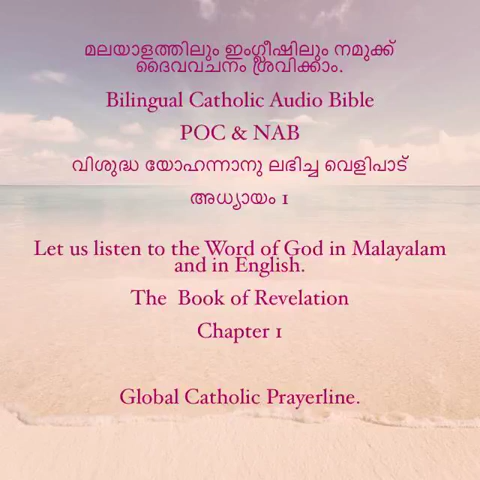 മലയാളത്തിലും ഇംഗ്ലീഷിലും നമുക്ക്
ദൈവവചനം ശ്രവിക്കാം.
Bilingual Catholic Audio Bible
POC & NAB
വിശുദ്ധ യോഹന്നാനു ലഭിച്ച വെളിപാട്
അധ്യായം 1
Let us listen to the Word of God in Malayalam
and in English.
The Book of Revelation
Chapter 1
Global Catholic Prayerline.